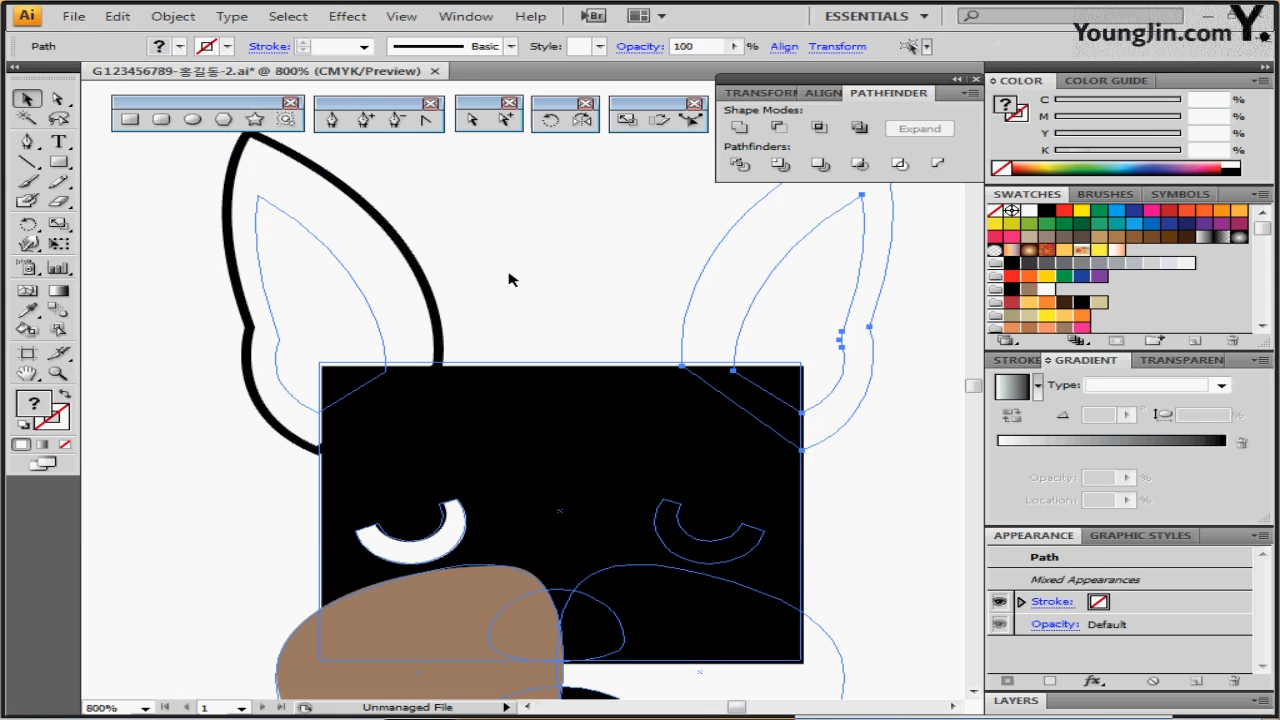 Ai File Edit Object Type Select Effect View Window Help Br ESSENTIALS
YoungJin.com Y.
Path ? Stroke: Basic Style: Opacity: 100 % Align Transform
G123456789-홍길동-2.ai* @ 800% (CMYK/Preview)
TRANSFORM ALIGN PATHFINDER
Shape Modes:
Expand
Pathfinders:
COLOR COLOR GUIDE
?
C %
M %
Y %
K %
SWATCHES BRUSHES SYMBOLS
STROKE GRADIENT TRANSPAREN
Type:
Opacity: %
Location: %
APPEARANCE GRAPHIC STYLES
Path
Mixed Appearances
Stroke:
Opacity: Default
fx
LAYERS
T
?
800% 1 Unmanaged File